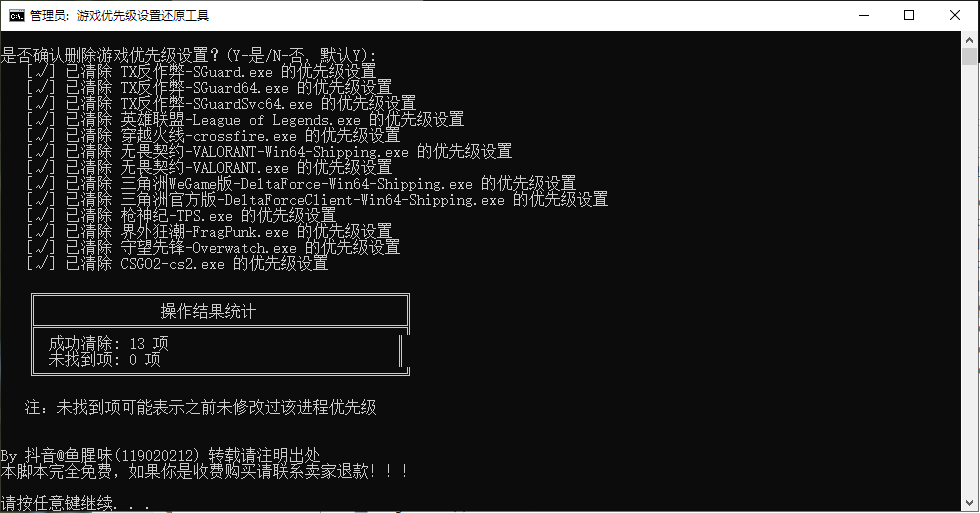 管理员: 游戏优先级设置还原工具
是否确认删除游戏优先级设置？(Y-是/N-否, 默认Y):
[√] 已清除 TX反作弊-SGuard.exe 的优先级设置
[√] 已清除 TX反作弊-SGuard64.exe 的优先级设置
[√] 已清除 TX反作弊-SGuardSvc64.exe 的优先级设置
[√] 已清除 英雄联盟-League of Legends.exe 的优先级设置
[√] 已清除 穿越火线-crossfire.exe 的优先级设置
[√] 已清除 无畏契约-VALORANT-Win64-Shipping.exe 的优先级设置
[√] 已清除 无畏契约-VALORANT.exe 的优先级设置
[√] 已清除 三角洲WeGame版-DeltaForce-Win64-Shipping.exe 的优先级设置
[√] 已清除 三角洲官方版-DeltaForceClient-Win64-Shipping.exe 的优先级设置
[√] 已清除 枪神纪-TPS.exe 的优先级设置
[√] 已清除 界外狂潮-FragPunk.exe 的优先级设置
[√] 已清除 守望先锋-Overwatch.exe 的优先级设置
[√] 已清除 CSGO2-cs2.exe 的优先级设置
操作结果统计
成功清除: 13 项
未找到项: 0 项
注：未找到项可能表示之前未修改过该进程优先级
By 抖音@鱼腥味(119020212) 转载请注明出处
本脚本完全免费，如果你是收费购买请联系卖家退款！！！
请按任意键继续. . .